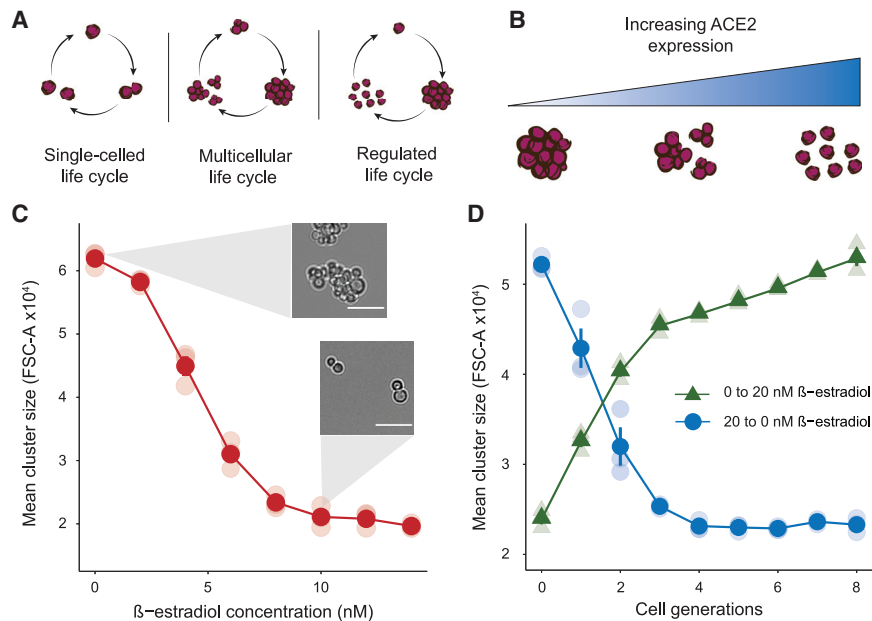 A
Single-celled
life cycle
Multicellular
life cycle
Regulated
life cycle
B
Increasing ACE2
expression
C
Mean cluster size (FSC-A x10⁴)
6
5
4
3
2
0
5
10
ß−estradiol concentration (nM)
D
Mean cluster size (FSC-A x10⁴)
5
4
3
2
0 to 20 nM ß−estradiol
20 to 0 nM ß−estradiol
0
2
4
6
8
Cell generations